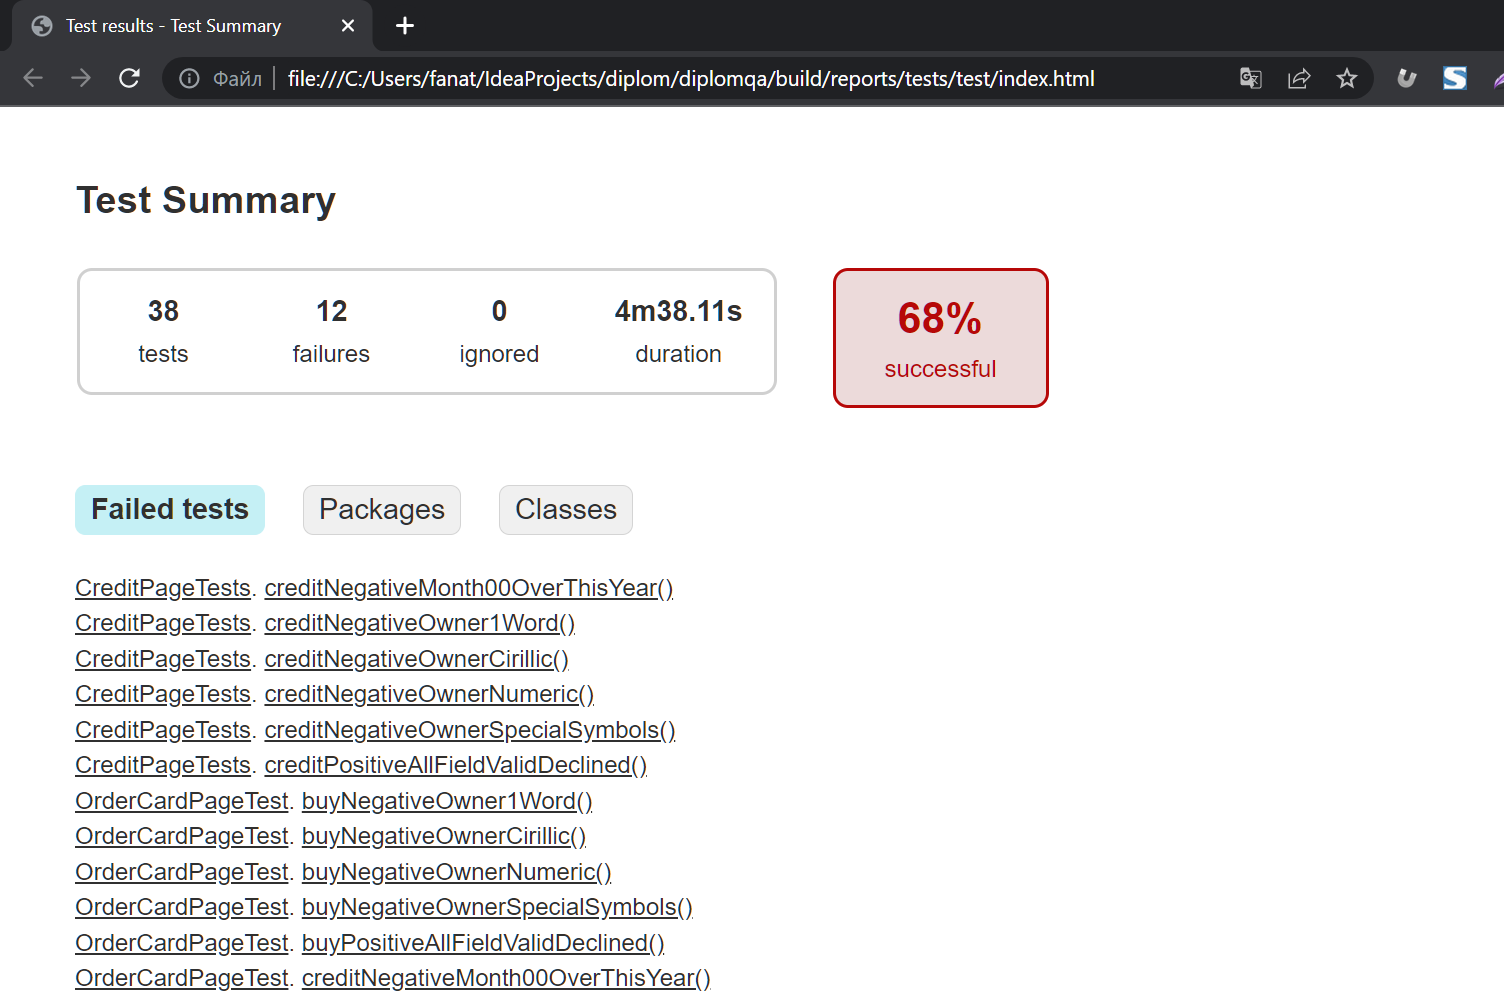 Test results - Test Summary
Файл file:///C:/Users/fanat/IdeaProjects/diplom/diplomqa/build/reports/tests/test/index.html
Test Summary
38 12 0 4m38.11s
tests failures ignored duration
68%
successful
Failed tests Packages Classes
CreditPageTests. creditNegativeMonth00OverThisYear()
CreditPageTests. creditNegativeOwner1Word()
CreditPageTests. creditNegativeOwnerCirillic()
CreditPageTests. creditNegativeOwnerNumeric()
CreditPageTests. creditNegativeOwnerSpecialSymbols()
CreditPageTests. creditPositiveAllFieldValidDeclined()
OrderCardPageTest. buyNegativeOwner1Word()
OrderCardPageTest. buyNegativeOwnerCirillic()
OrderCardPageTest. buyNegativeOwnerNumeric()
OrderCardPageTest. buyNegativeOwnerSpecialSymbols()
OrderCardPageTest. buyPositiveAllFieldValidDeclined()
OrderCardPageTest. creditNegativeMonth00OverThisYear()